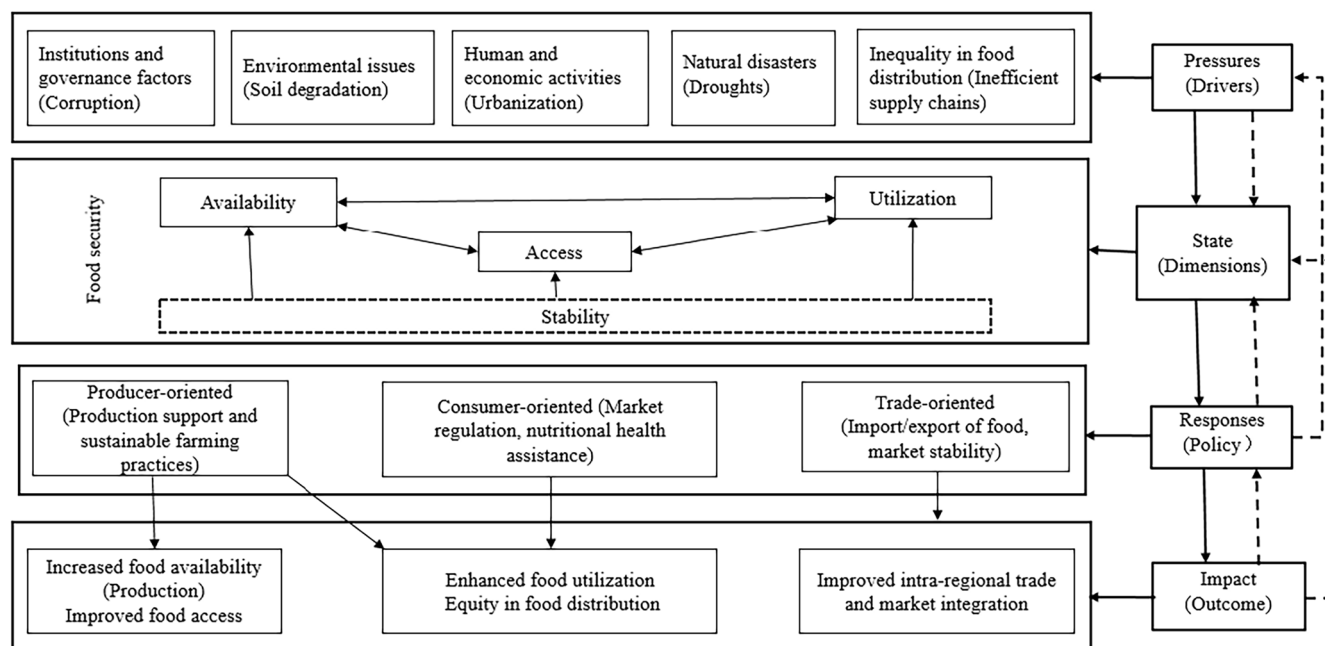 Institutions and
governance factors
(Corruption)
Environmental issues
(Soil degradation)
Human and
economic activities
(Urbanization)
Natural disasters
(Droughts)
Inequality in food
distribution (Inefficient
supply chains)
Pressures
(Drivers)
Food security
Availability
Utilization
Access
Stability
State
(Dimensions)
Producer-oriented
(Production support and
sustainable farming
practices)
Consumer-oriented (Market
regulation, nutritional health
assistance)
Trade-oriented
(Import/export of food,
market stability)
Responses
(Policy)
Increased food availability
(Production)
Improved food access
Enhanced food utilization
Equity in food distribution
Improved intra-regional trade
and market integration
Impact
(Outcome)